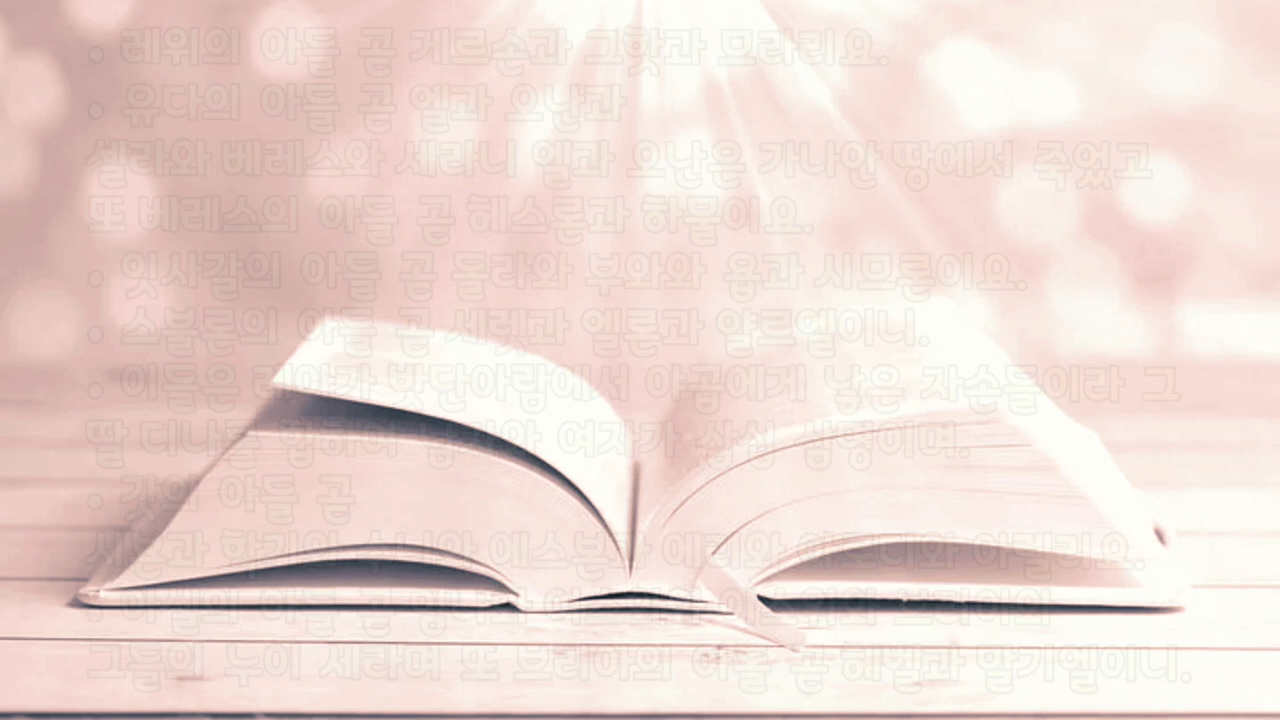 · 레위의 아들 곧 게르손과 그핫과 므라리요.
· 유다의 아들 곧 엘과 오난과
셀라와 베레스와 세라니 엘과 오난은 가나안 땅에서 죽었고
또 베레스의 아들 곧 헤스론과 하물이요.
· 잇사갈의 아들 곧 돌라와 부와와 욥과 시므론이요.
· 스불론의 아들 곧 세렛과 엘론과 얄르엘이니.
· 이들은 레아가 밧단아람에서 야곱에게 낳은 자손들이라 그
딸 디나를 합하여 남자와 여자가 삼십 삼명이며.
· 갓의 아들 곧
시뵨과 학기와 수니와 에스본과 에리와 아로디와 아렐리요.
그들의 누이 세라며 또 브리아의 아들 곧 헤벨과 말기엘이니.